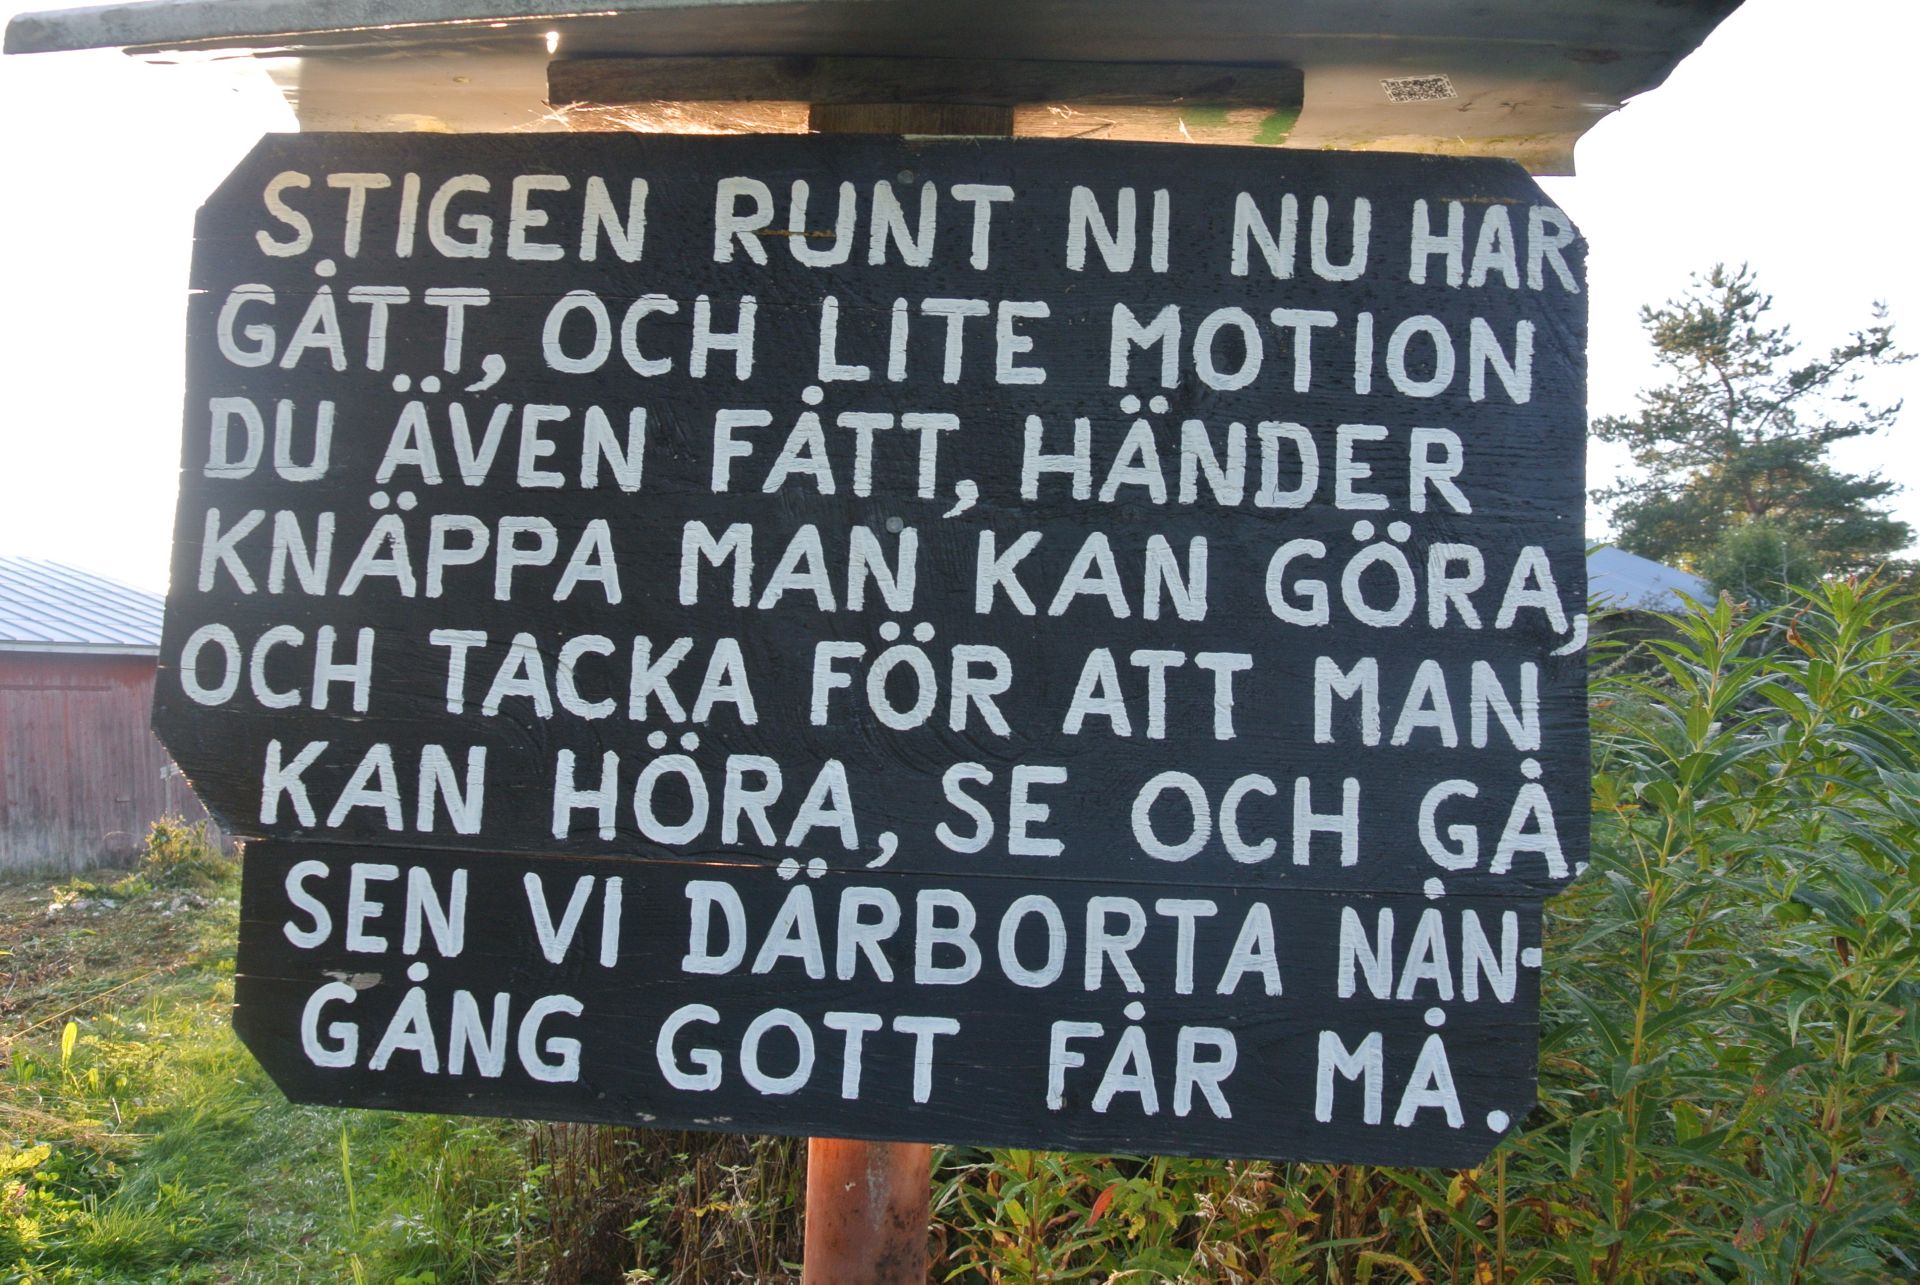 STIGEN RUNT NI NU HAR
GÅTT, OCH LITE MOTION
DU ÄVEN FÅTT, HÄNDER
KNÄPPA MAN KAN GÖRA,
OCH TACKA FÖR ATT MAN
KAN HÖRA, SE OCH GÅ,
SEN VI DÄRBORTA NÅN-
GÅNG GOTT FÅR MÅ.